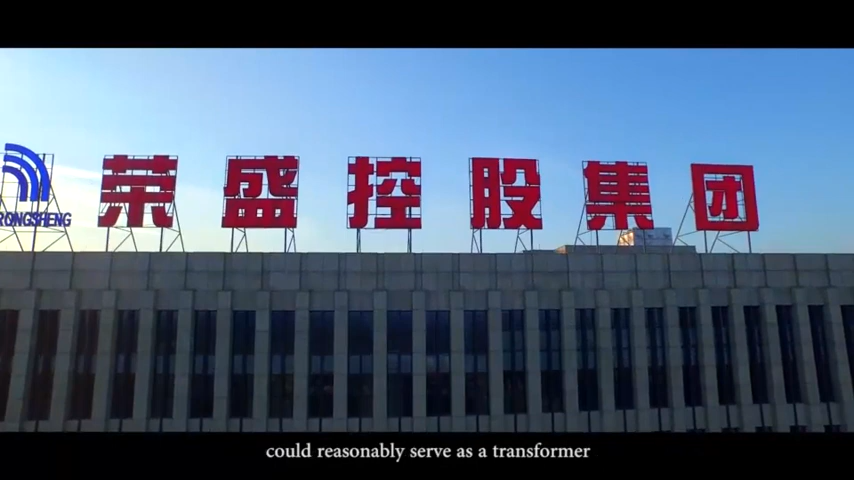 荣盛控股集团
RONGSHENG
could reasonably serve as a transformer